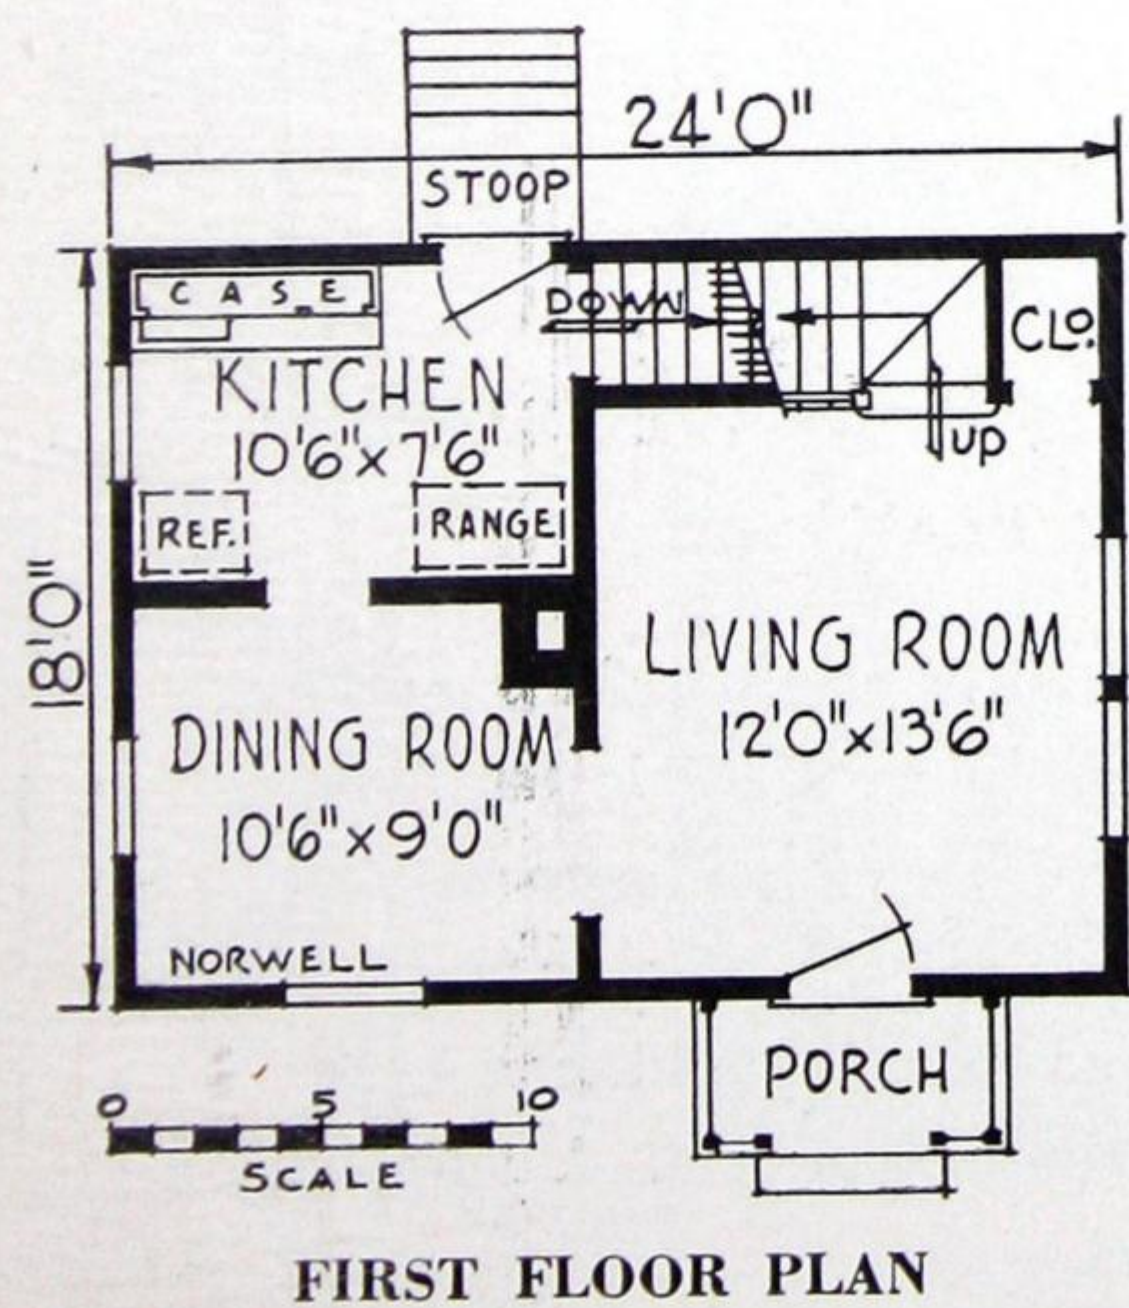 24'0"
STOOP
CASE
DOWN
CLO.
KITCHEN
10'6"x7'6"
UP
REF.
RANGE
18'0"
LIVING ROOM
12'0"x13'6"
DINING ROOM
10'6"x9'0"
NORWELL
PORCH
0 5 10
SCALE
FIRST FLOOR PLAN